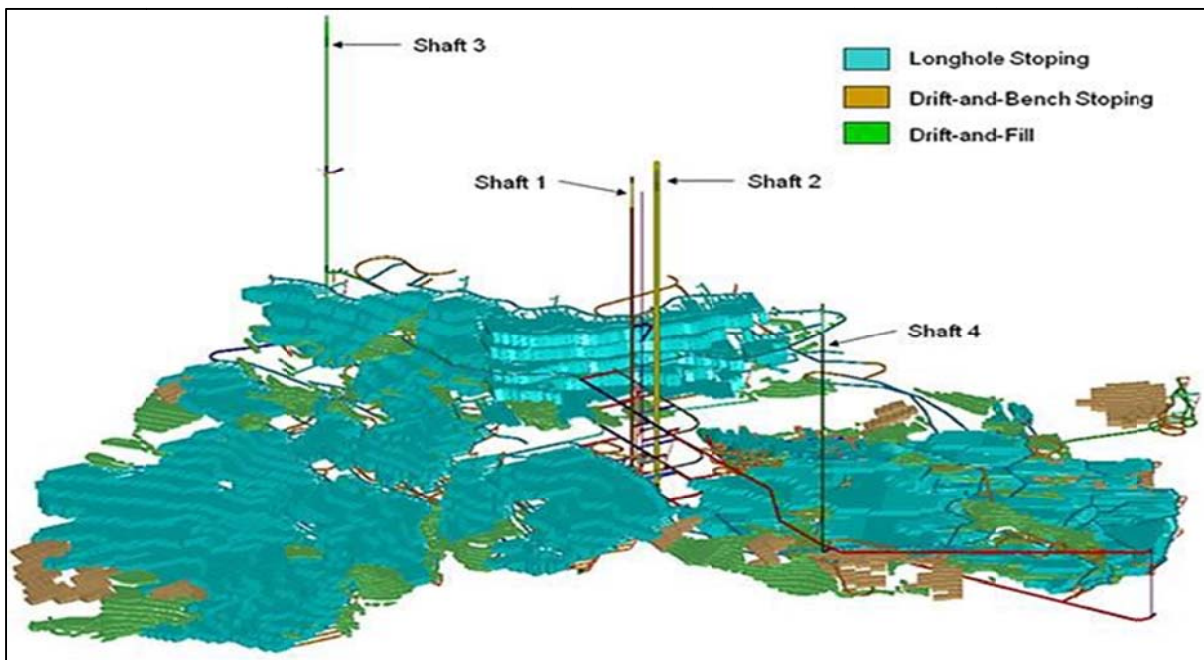 Shaft 3
Longhole Stoping
Drift-and-Bench Stoping
Drift-and-Fill
Shaft 1
Shaft 2
Shaft 4